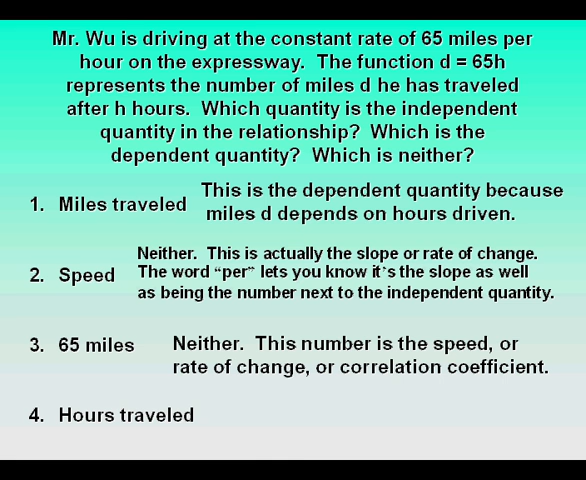 Mr. Wu is driving at the constant rate of 65 miles per
hour on the expressway.  The function d = 65h
represents the number of miles d he has traveled
after h hours.  Which quantity is the independent
quantity in the relationship?  Which is the
dependent quantity?  Which is neither?
1.  Miles traveled
This is the dependent quantity because
miles d depends on hours driven.
2.  Speed
Neither.  This is actually the slope or rate of change.
The word “per” lets you know it’s the slope as well
as being the number next to the independent quantity.
3.  65 miles
Neither.  This number is the speed, or
rate of change, or correlation coefficient.
4.  Hours traveled